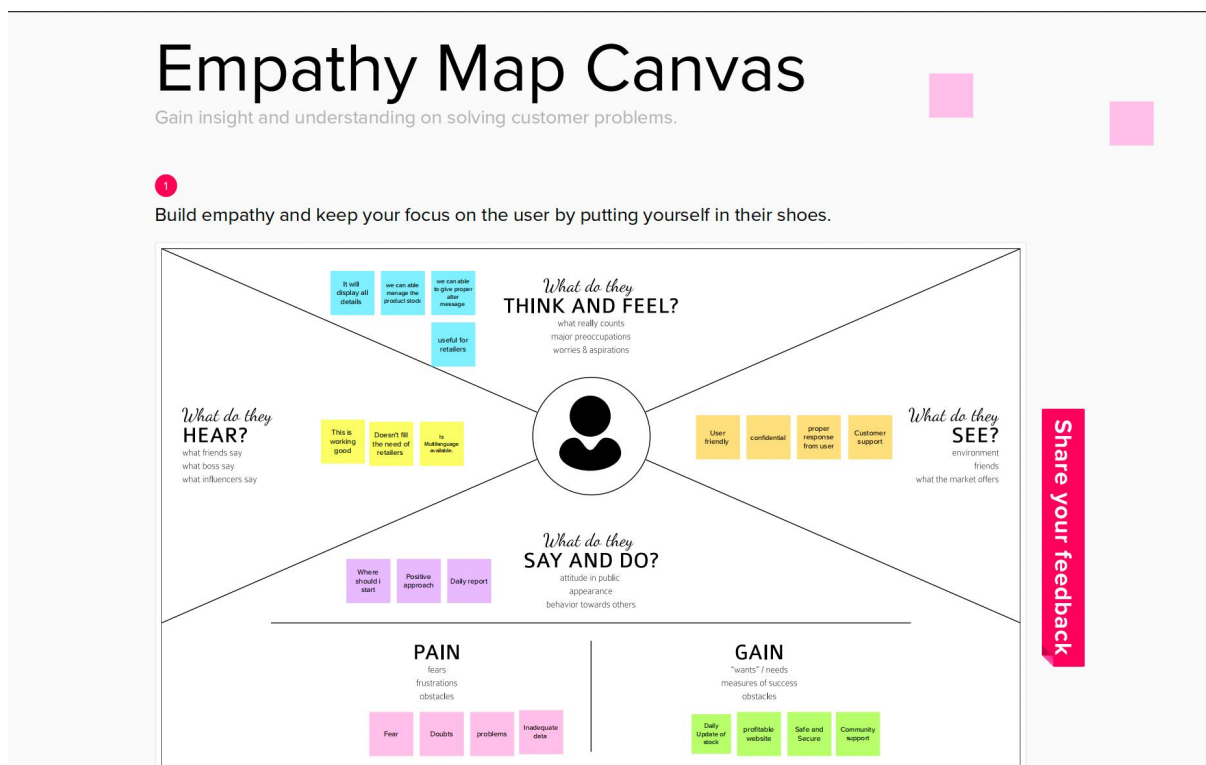 Empathy Map Canvas
Gain insight and understanding on solving customer problems.
1
Build empathy and keep your focus on the user by putting yourself in their shoes.
It will
display all
details
we can able
manage the
product stock
we can able
to give proper
alter
message
useful for
retailers
What do they
THINK AND FEEL?
what really counts
major preoccupations
worries & aspirations
What do they
HEAR?
what friends say
what boss say
what influencers say
This is
working
good
Doesn't fill
the need of
retailers
Is
Multilanguage
available.
User
friendly
confidential
proper
response
from user
Customer
support
What do they
SEE?
environment
friends
what the market offers
What do they
SAY AND DO?
attitude in public
appearance
behavior towards others
Where
should i
start
Positive
approach
Daily report
PAIN
fears
frustrations
obstacles
Fear
Doubts
problems
Inadequate
data
GAIN
"wants" / needs
measures of success
obstacles
Daily
Update of
stock
profitable
website
Safe and
Secure
Community
support
Share your feedback